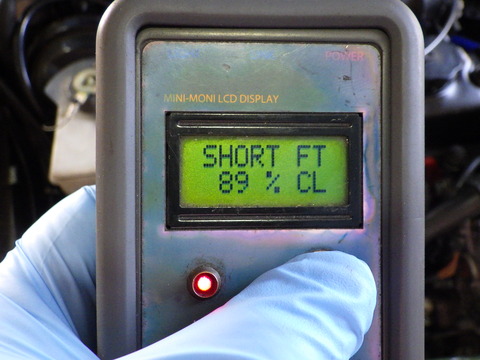 POWER
MINI-MONI LCD DISPLAY
SHORT FT
89 % CL